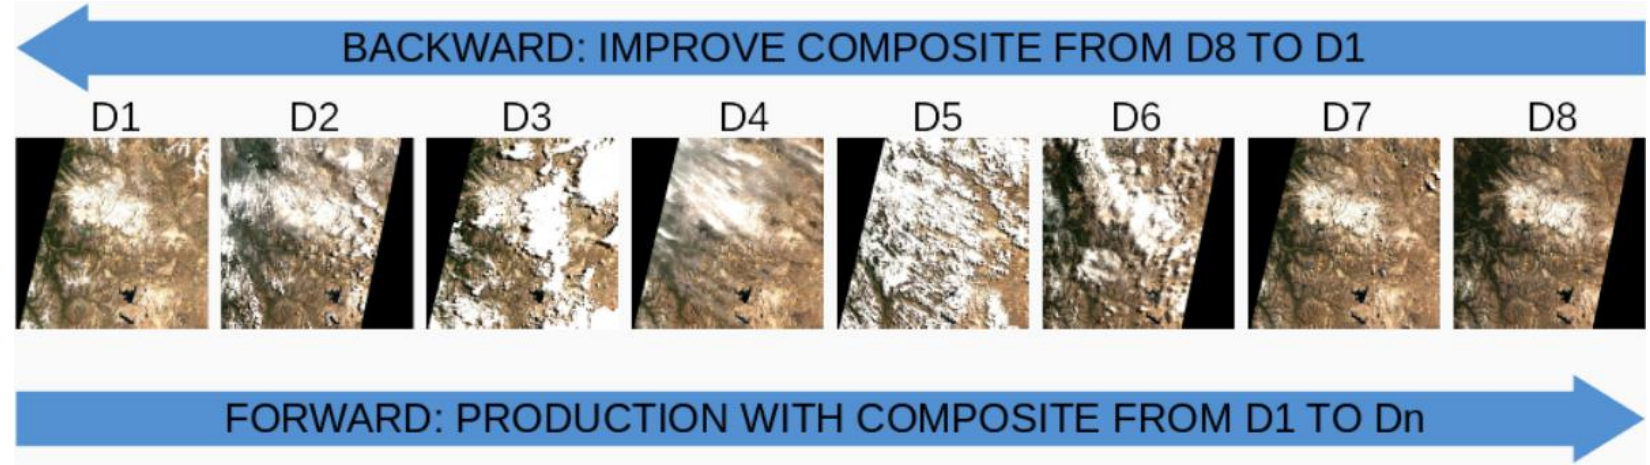 BACKWARD: IMPROVE COMPOSITE FROM D8 TO D1
D1 D2 D3 D4 D5 D6 D7 D8
FORWARD: PRODUCTION WITH COMPOSITE FROM D1 TO Dn